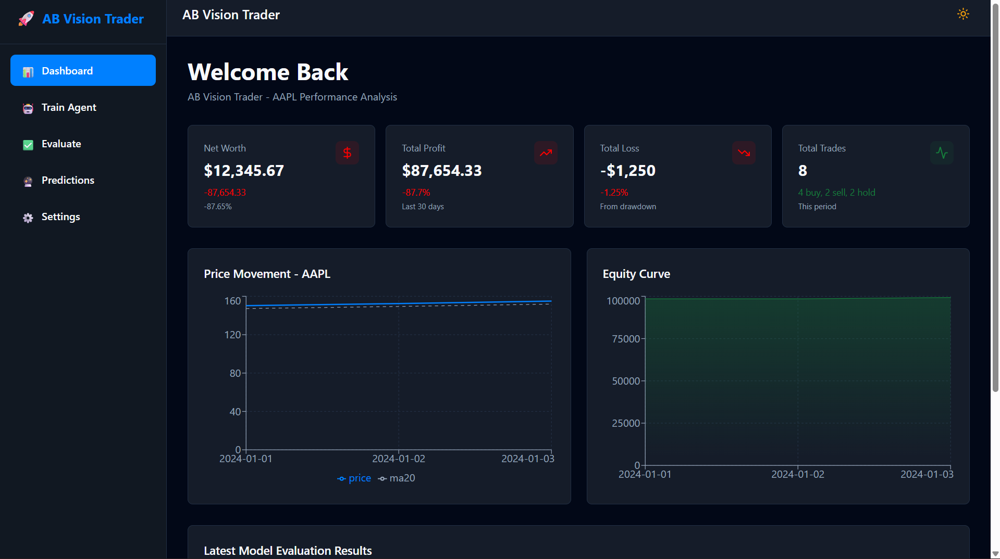 AB Vision Trader
AB Vision Trader
Dashboard
Train Agent
Evaluate
Predictions
Settings
Welcome Back
AB Vision Trader - AAPL Performance Analysis
Net Worth
$12,345.67
-87,654.33
-87.65%
Total Profit
$87,654.33
-87.7%
Last 30 days
Total Loss
-$1,250
-1.25%
From drawdown
Total Trades
8
4 buy, 2 sell, 2 hold
This period
Price Movement - AAPL
160
120
80
40
0
2024-01-01 2024-01-02 2024-01-03
price ma20
Equity Curve
100000
75000
50000
25000
0
2024-01-01 2024-01-02 2024-01-03
Latest Model Evaluation Results